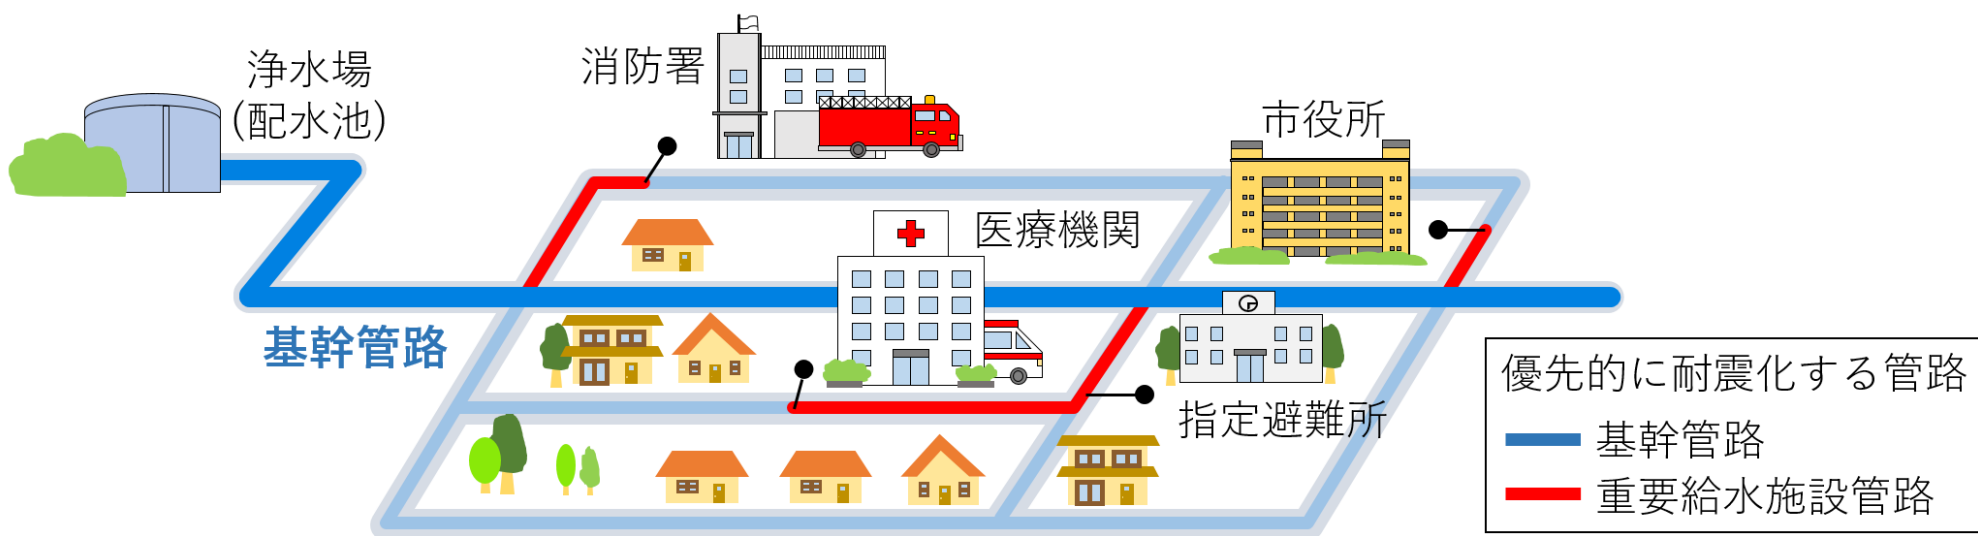 浄水場
(配水池)
消防署
市役所
医療機関
基幹管路
指定避難所
優先的に耐震化する管路
基幹管路
重要給水施設管路